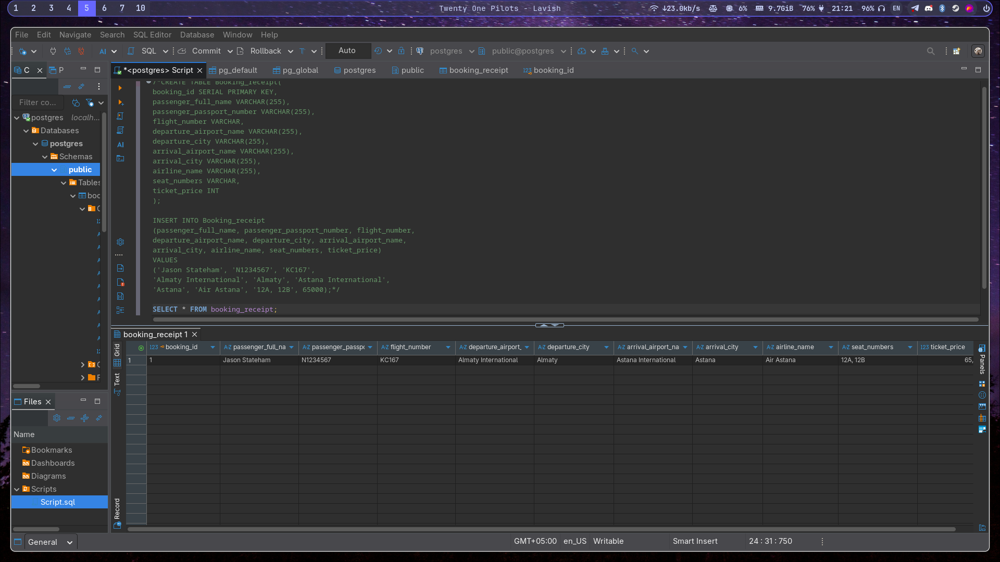 1 2 3 4 5 6 7 10
Twenty One Pilots - Lavish
↓23.0kb/s 6% 9.7GiB 76% 21:21 96% EN
File Edit Navigate Search SQL Editor Database Window Help
AI SQL Commit Rollback T Auto postgres public@postgres
C P
*<postgres> Script pg_default pg_global postgres public booking_receipt 123 booking_id
Filter co...
postgres localh...
Databases
postgres
Schemas
public
Tables
boo
C
F
AI
/*CREATE TABLE Booking_receipt(
booking_id SERIAL PRIMARY KEY,
passenger_full_name VARCHAR(255),
passenger_passport_number VARCHAR(255),
flight_number VARCHAR,
departure_airport_name VARCHAR(255),
departure_city VARCHAR(255),
arrival_airport_name VARCHAR(255),
arrival_city VARCHAR(255),
airline_name VARCHAR(255),
seat_numbers VARCHAR,
ticket_price INT
);
INSERT INTO Booking_receipt
(passenger_full_name, passenger_passport_number, flight_number,
departure_airport_name, departure_city, arrival_airport_name,
arrival_city, airline_name, seat_numbers, ticket_price)
VALUES
('Jason Stateham', 'N1234567', 'KC167',
'Almaty International', 'Almaty', 'Astana International',
'Astana', 'Air Astana', '12A, 12B', 65000);*/
SELECT * FROM booking_receipt;
booking_receipt 1
Grid
Text
Record
Panels
123 booking_id A-Z passenger_full_na A-Z passenger_passpo A-Z flight_number A-Z departure_airport_ A-Z departure_city A-Z arrival_airport_na A-Z arrival_city A-Z airline_name A-Z seat_numbers 123 ticket_price
1 1 Jason Stateham N1234567 KC167 Almaty International Almaty Astana International Astana Air Astana 12A, 12B 65,
Files
Name
Bookmarks
Dashboards
Diagrams
Scripts
Script.sql
General
GMT+05:00 en_US Writable Smart Insert 24 : 31 : 750